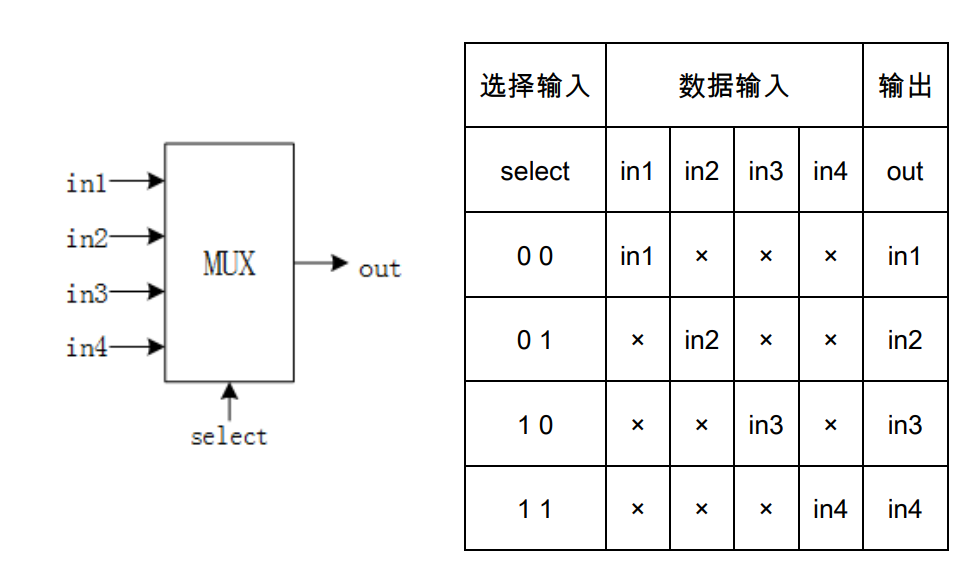 in1
in2
in3
in4
MUX
out
select
选择输入 数据输入 输出
select in1 in2 in3 in4 out
0 0 in1 × × × in1
0 1 × in2 × × in2
1 0 × × in3 × in3
1 1 × × × in4 in4